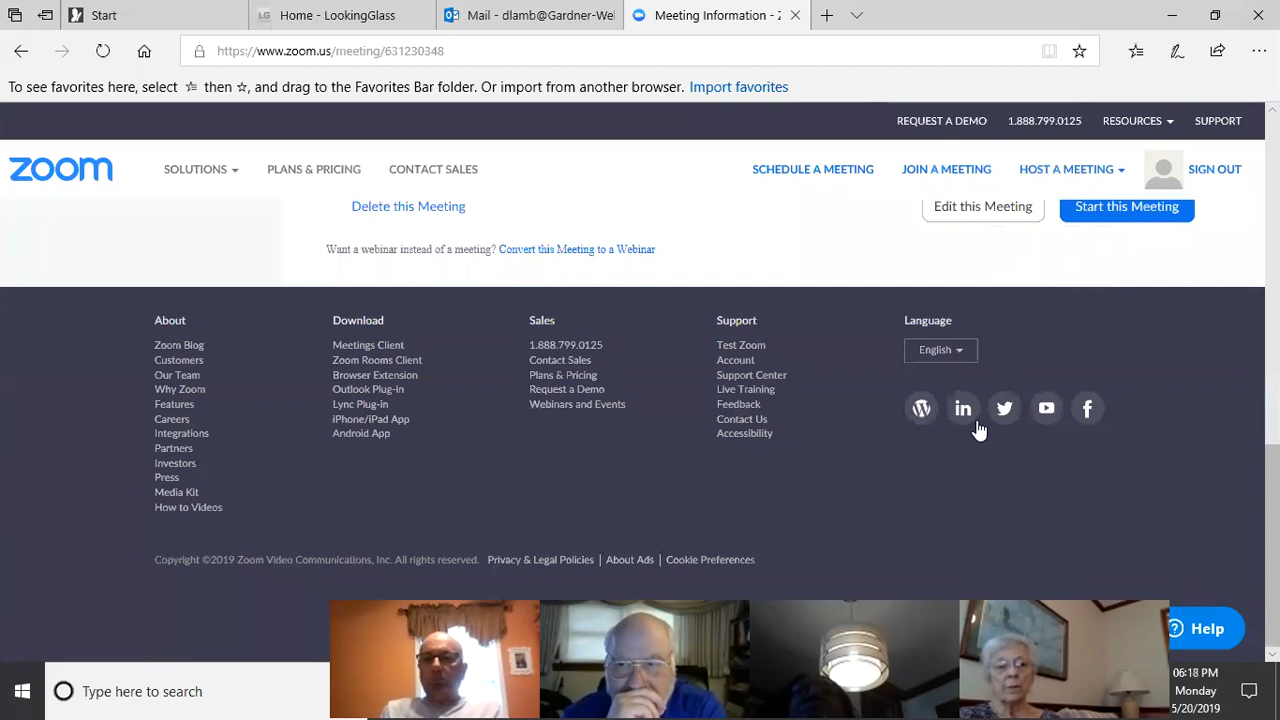 Start Here
LG Home - LookingGlass
Mail - dlamb@Gardner-We
Meeting Information - Z
https://www.zoom.us/meeting/631230348
To see favorites here, select ☆ then ☆, and drag to the Favorites Bar folder. Or import from another browser. Import favorites
REQUEST A DEMO 1.888.799.0125 RESOURCES SUPPORT
zoom SOLUTIONS PLANS & PRICING CONTACT SALES SCHEDULE A MEETING JOIN A MEETING HOST A MEETING SIGN OUT
Delete this Meeting Edit this Meeting Start this Meeting
Want a webinar instead of a meeting? Convert this Meeting to a Webinar
About
Zoom Blog
Customers
Our Team
Why Zoom
Features
Careers
Integrations
Partners
Investors
Press
Media Kit
How to Videos
Download
Meetings Client
Zoom Rooms Client
Browser Extension
Outlook Plug-in
Lync Plug-in
iPhone/iPad App
Android App
Sales
1.888.799.0125
Contact Sales
Plans & Pricing
Request a Demo
Webinars and Events
Support
Test Zoom
Account
Support Center
Live Training
Feedback
Contact Us
Accessibility
Language
English
in
Copyright ©2019 Zoom Video Communications, Inc. All rights reserved. Privacy & Legal Policies | About Ads | Cookie Preferences
Help
Type here to search
06:18 PM
Monday
5/20/2019